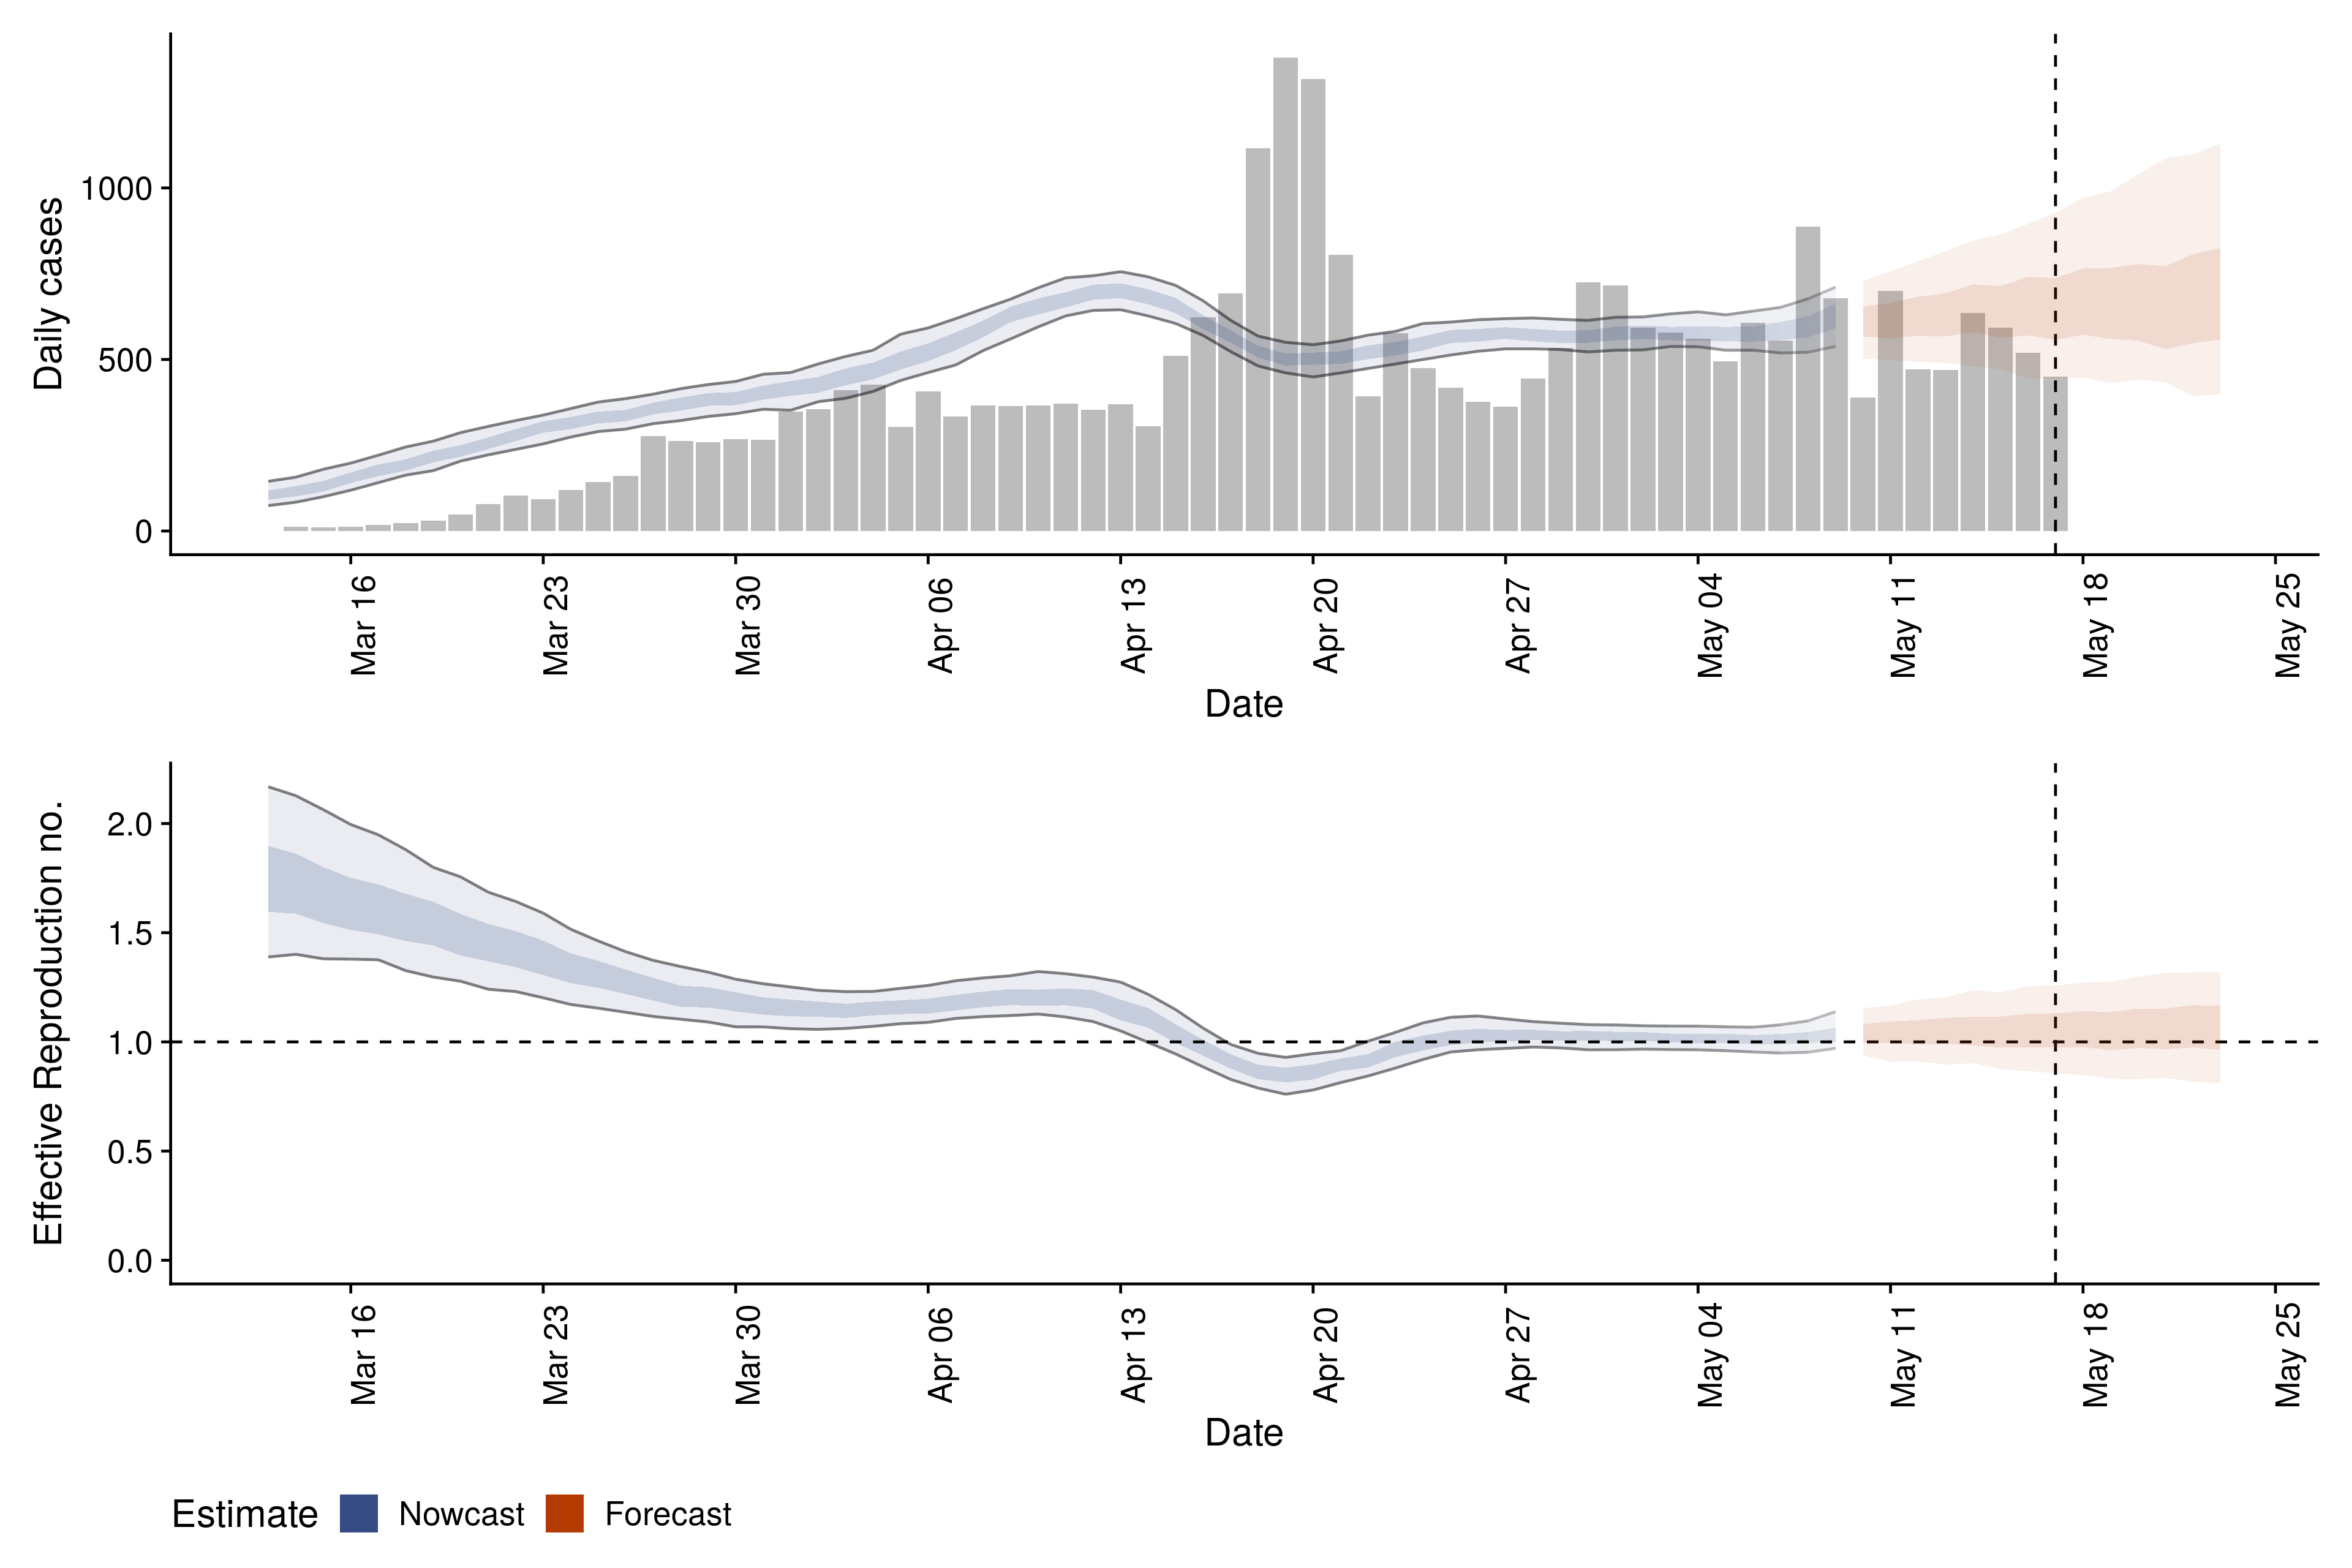 Daily cases
1000
500
0
Mar 16
Mar 23
Mar 30
Apr 06
Apr 13
Apr 20
Apr 27
May 04
May 11
May 18
May 25
Date
Effective Reproduction no.
2.0
1.5
1.0
0.5
0.0
Mar 16
Mar 23
Mar 30
Apr 06
Apr 13
Apr 20
Apr 27
May 04
May 11
May 18
May 25
Date
Estimate Nowcast Forecast